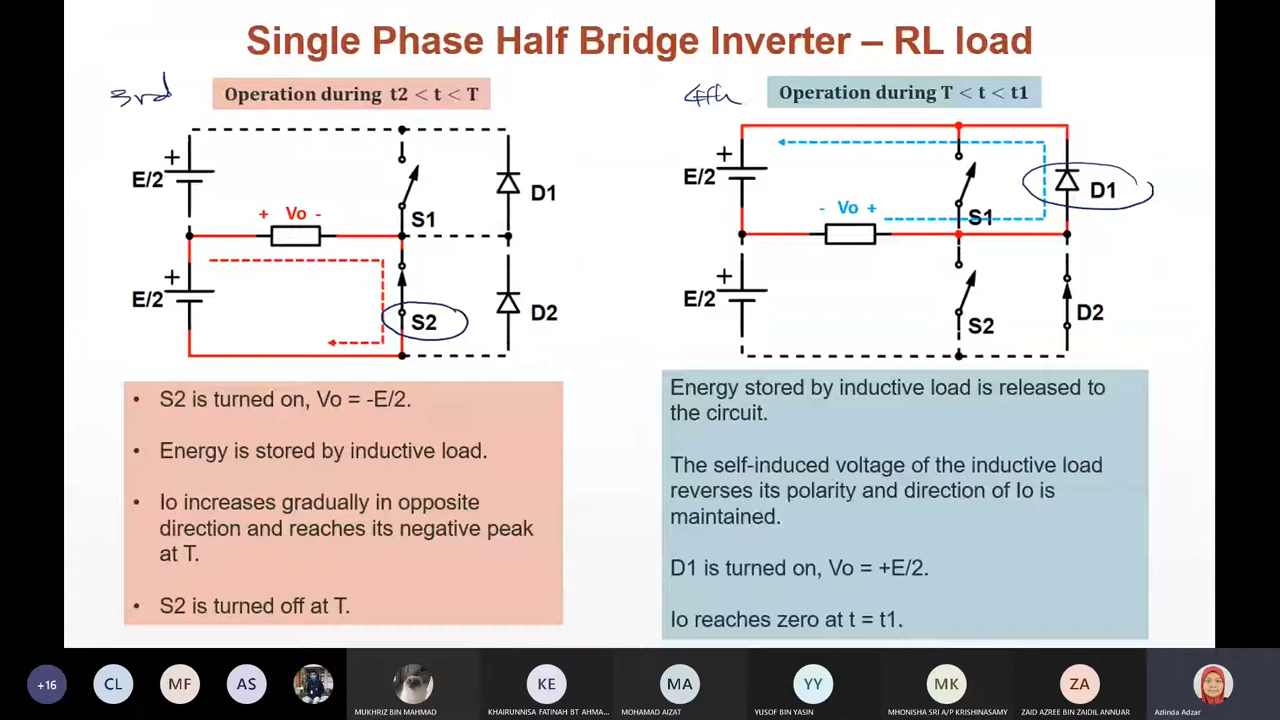 Single Phase Half Bridge Inverter – RL load
3rd
Operation during t2 < t < T
E/2
+
+ Vo -
S1
D1
E/2
+
S2
D2
• S2 is turned on, Vo = -E/2.
• Energy is stored by inductive load.
• Io increases gradually in opposite
direction and reaches its negative peak
at T.
• S2 is turned off at T.
4th
Operation during T < t < t1
E/2
+
- Vo +
S1
D1
E/2
+
S2
D2
Energy stored by inductive load is released to
the circuit.
The self-induced voltage of the inductive load
reverses its polarity and direction of Io is
maintained.
D1 is turned on, Vo = +E/2.
Io reaches zero at t = t1.
+16
CL
MF
AS
MUKHRIZ BIN MAHMAD
KE
KHAIRUNNISA FATINAH BT AHMA...
MA
MOHAMAD AIZAT
YY
YUSOF BIN YASIN
MK
MHONISHA SRI A/P KRISHINASAMY
ZA
ZAID AZREE BIN ZAIDIL ANNUAR
Azlinda Adzar